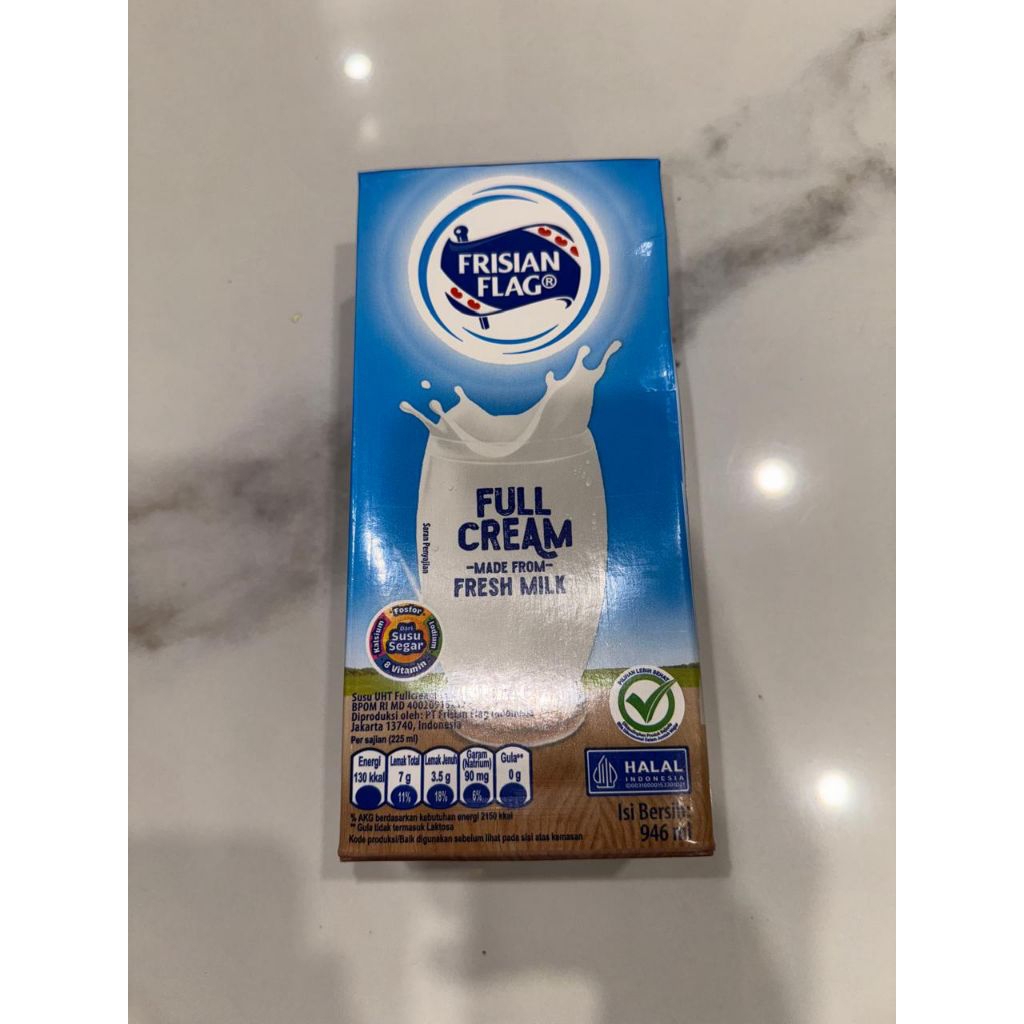 FRISIAN
FLAG®
FULL
CREAM
-MADE FROM-
FRESH MILK
Saran Penyajian
Fosfor
Kalsium
Iodium
Dari
Susu
Segar
8 Vitamin
PILIHAN LEBIH SEHAT
Susu UHT
BPOM RI MD
Diproduksi oleh: PT Frisian Flag Indonesia
Jakarta 13740, Indonesia
Per sajian (225 ml)
Energi
130 kkal
Lemak Total
7 g
11%
Lemak Jenuh
3.5 g
18%
Garam
(Natrium)
90 mg
6%
Gula**
0 g
% AKG berdasarkan kebutuhan energi 2150 kkal
** Gula tidak termasuk Laktosa
Kode produksi/Baik digunakan sebelum lihat pada sisi atas kemasan
HALAL
INDONESIA
Isi Bersih:
946 ml